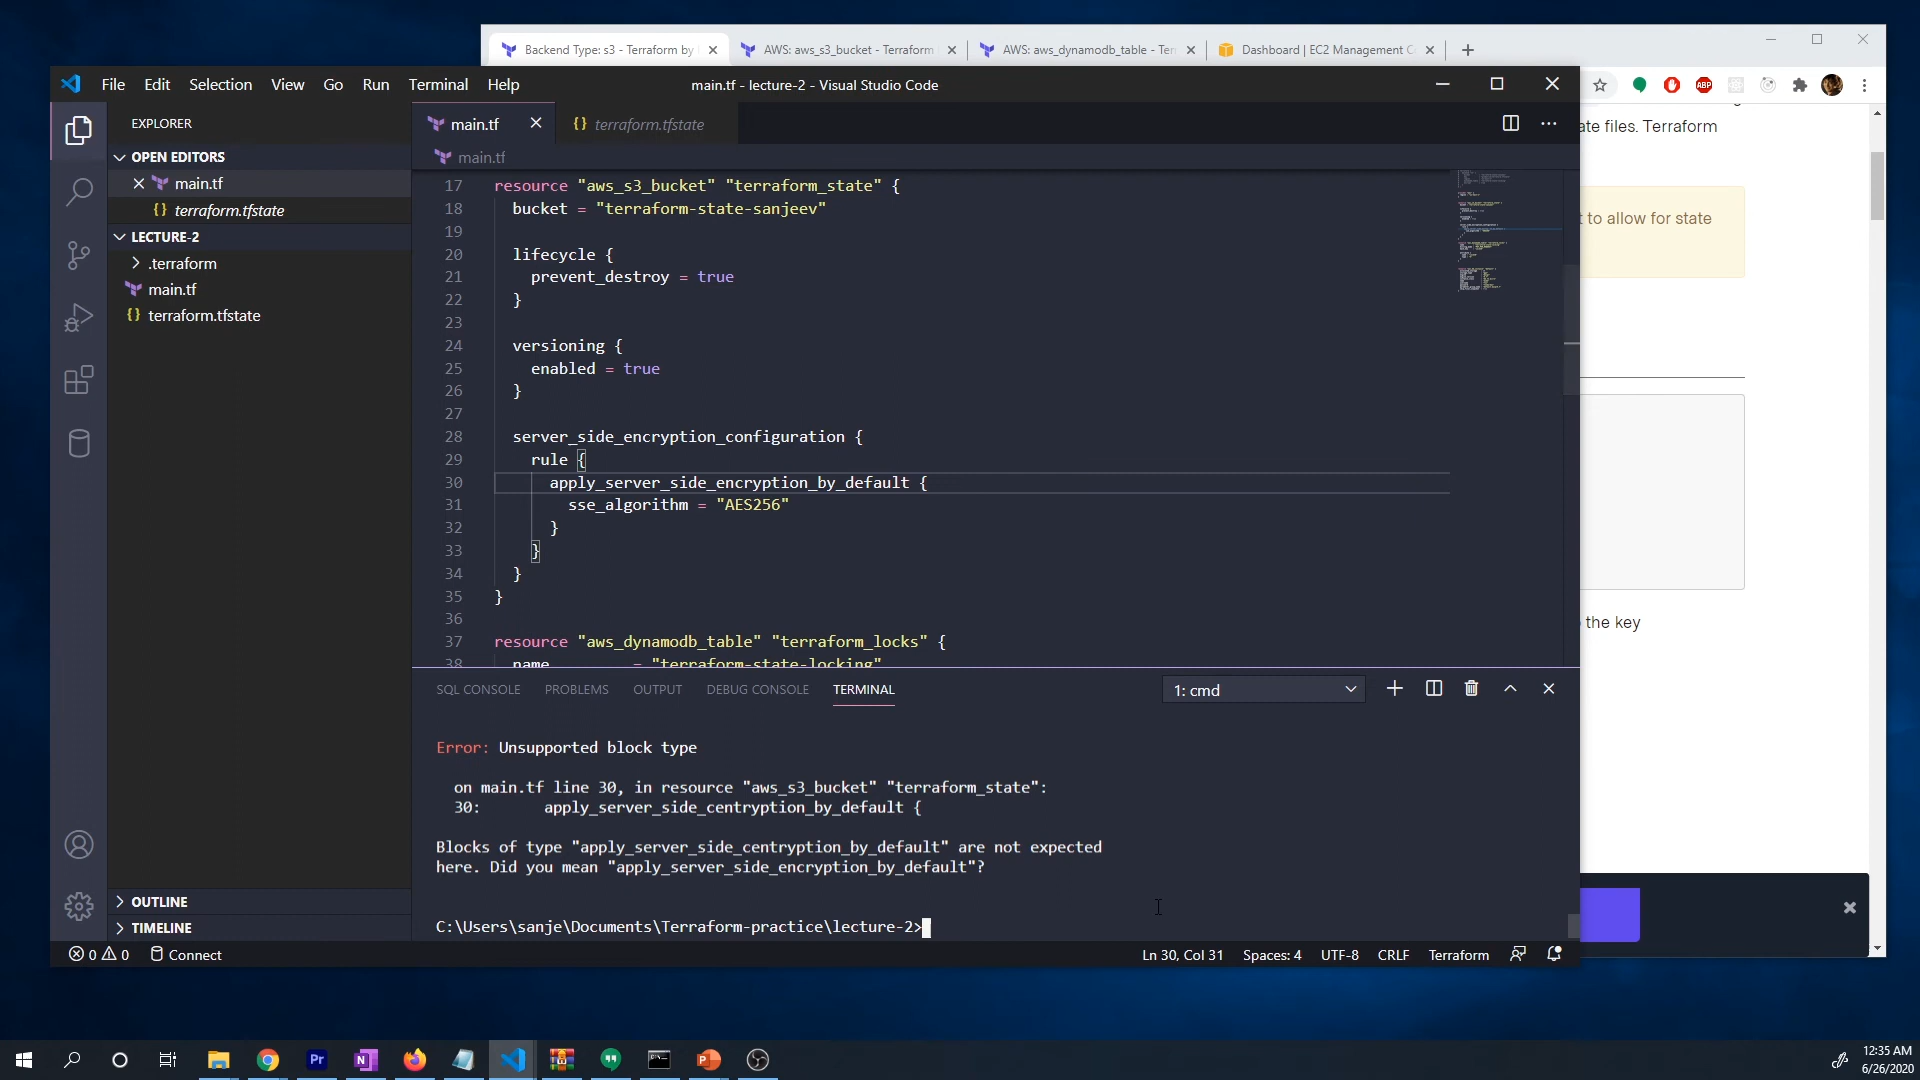 Backend Type: s3 - Terraform by
AWS: aws_s3_bucket - Terraform
AWS: aws_dynamodb_table - Ter
Dashboard | EC2 Management C
File Edit Selection View Go Run Terminal Help
main.tf - lecture-2 - Visual Studio Code
ABP
ate files. Terraform
t to allow for state
the key
EXPLORER
OPEN EDITORS
main.tf
terraform.tfstate
LECTURE-2
.terraform
main.tf
terraform.tfstate
OUTLINE
TIMELINE
main.tf
terraform.tfstate
main.tf
17 resource "aws_s3_bucket" "terraform_state" {
18 bucket = "terraform-state-sanjeev"
19
20 lifecycle {
21 prevent_destroy = true
22 }
23
24 versioning {
25 enabled = true
26 }
27
28 server_side_encryption_configuration {
29 rule {
30 apply_server_side_encryption_by_default {
31 sse_algorithm = "AES256"
32 }
33 }
34 }
35 }
36
37 resource "aws_dynamodb_table" "terraform_locks" {
38 name = "terraform-state-locking"
SQL CONSOLE PROBLEMS OUTPUT DEBUG CONSOLE TERMINAL
1: cmd
Error: Unsupported block type
on main.tf line 30, in resource "aws_s3_bucket" "terraform_state":
30: apply_server_side_centryption_by_default {
Blocks of type "apply_server_side_centryption_by_default" are not expected
here. Did you mean "apply_server_side_encryption_by_default"?
C:\Users\sanje\Documents\Terraform-practice\lecture-2>
0 0 Connect
Ln 30, Col 31 Spaces: 4 UTF-8 CRLF Terraform
Pr
12:35 AM
6/26/2020